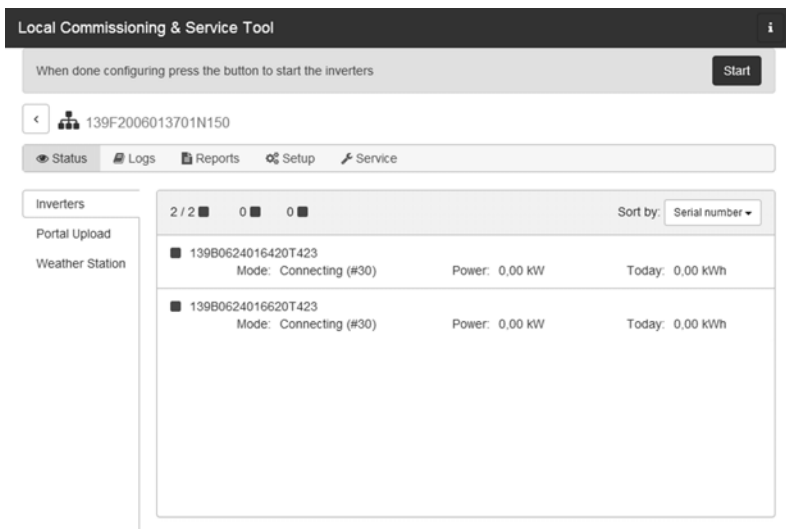 Local Commissioning & Service Tool i
When done configuring press the button to start the inverters Start
139F2006013701N150
Status Logs Reports Setup Service
Inverters
Portal Upload
Weather Station
2 / 2 0 0 Sort by: Serial number
139B0624016420T423
Mode: Connecting (#30) Power: 0,00 kW Today: 0,00 kWh
139B0624016620T423
Mode: Connecting (#30) Power: 0,00 kW Today: 0,00 kWh